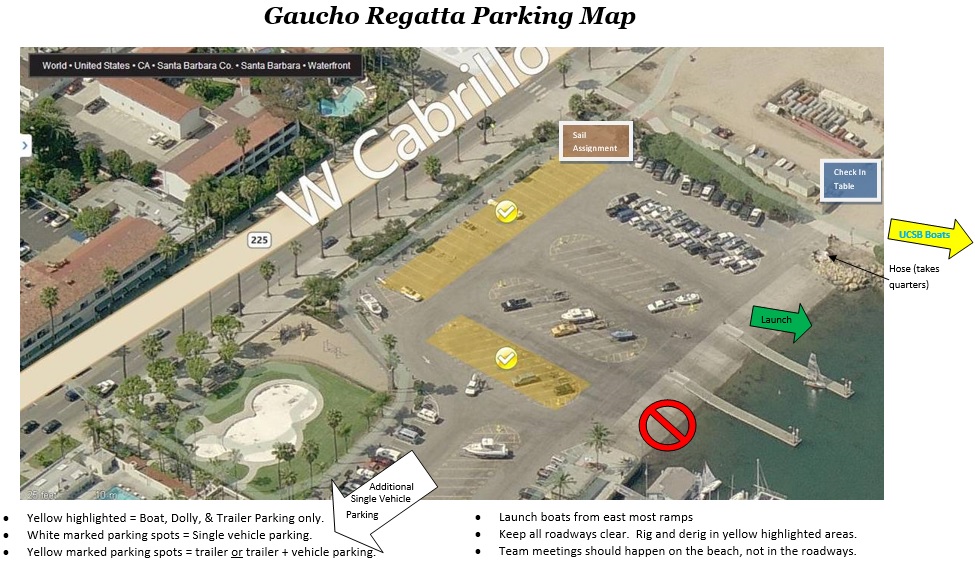 Gaucho Regatta Parking Map
World • United States • CA • Santa Barbara Co. • Santa Barbara • Waterfront
W Cabrillo
225
Sail
Assignment
Check In
Table
UCSB Boats
Hose (takes
quarters)
Launch
Additional
Single Vehicle
Parking
25 feet 10 m
• Yellow highlighted = Boat, Dolly, & Trailer Parking only.
• White marked parking spots = Single vehicle parking.
• Yellow marked parking spots = trailer or trailer + vehicle parking.
• Launch boats from east most ramps
• Keep all roadways clear. Rig and derig in yellow highlighted areas.
• Team meetings should happen on the beach, not in the roadways.